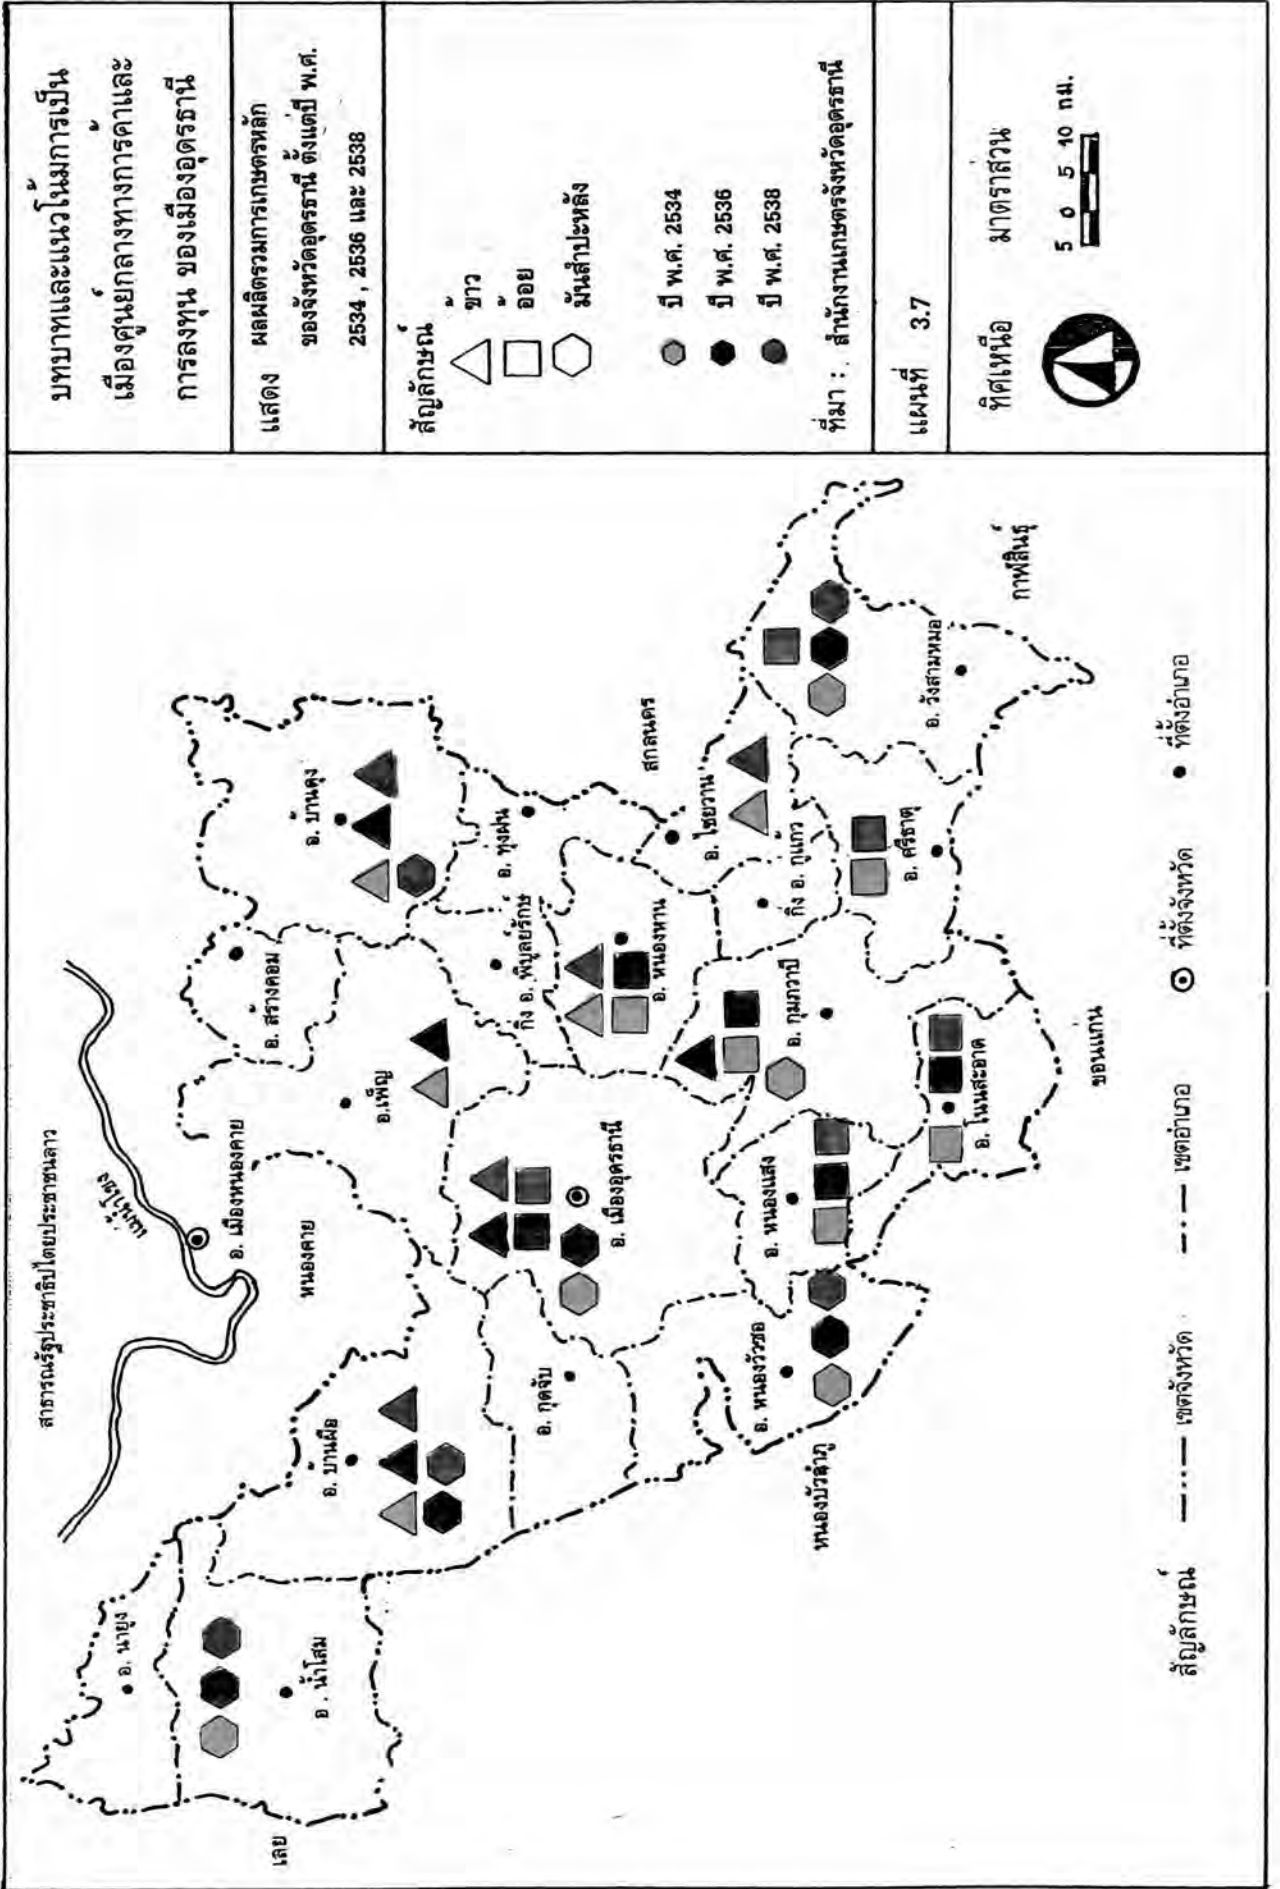 บทบาทและแนวโน้มการเป็น
เมืองศูนย์กลางทางการค้าและ
การลงทุน ของเมืองอุดรธานี
แสดง ผลผลิตรวมการเกษตรหลัก
ของจังหวัดอุดรธานี ตั้งแต่ปี พ.ศ.
2534 , 2536 และ 2538
สัญลักษณ์
ข้าว
อ้อย
มันสำปะหลัง
ปี พ.ศ. 2534
ปี พ.ศ. 2536
ปี พ.ศ. 2538
ที่มา : สำนักงานเกษตรจังหวัดอุดรธานี
แผนที่ 3.7
ทิศเหนือ มาตราส่วน
5 0 5 10 กม.
สาธารณรัฐประชาธิปไตยประชาชนลาว
แม่น้ำโขง
อ. เมืองหนองคาย
หนองคาย
เลย
อ. นายูง
อ. น้ำโสม
อ. บ้านผือ
อ. กุดจับ
อ. เพ็ญ
อ. สร้างคอม
อ. บ้านดุง
อ. ทุ่งฝน
กิ่ง อ. พิบูลย์รักษ์
อ. หนองหาน
อ. เมืองอุดรธานี
สกลนคร
อ. ไชยวาน
กิ่ง อ. กู่แก้ว
อ. กุมภวาปี
อ. ศรีธาตุ
อ. วังสามหมอ
กาฬสินธุ์
อ. หนองแสง
อ. หนองวัวซอ
หนองบัวลำภู
อ. โนนสะอาด
ขอนแก่น
สัญลักษณ์ เขตจังหวัด เขตอำเภอ ที่ตั้งจังหวัด ที่ตั้งอำเภอ